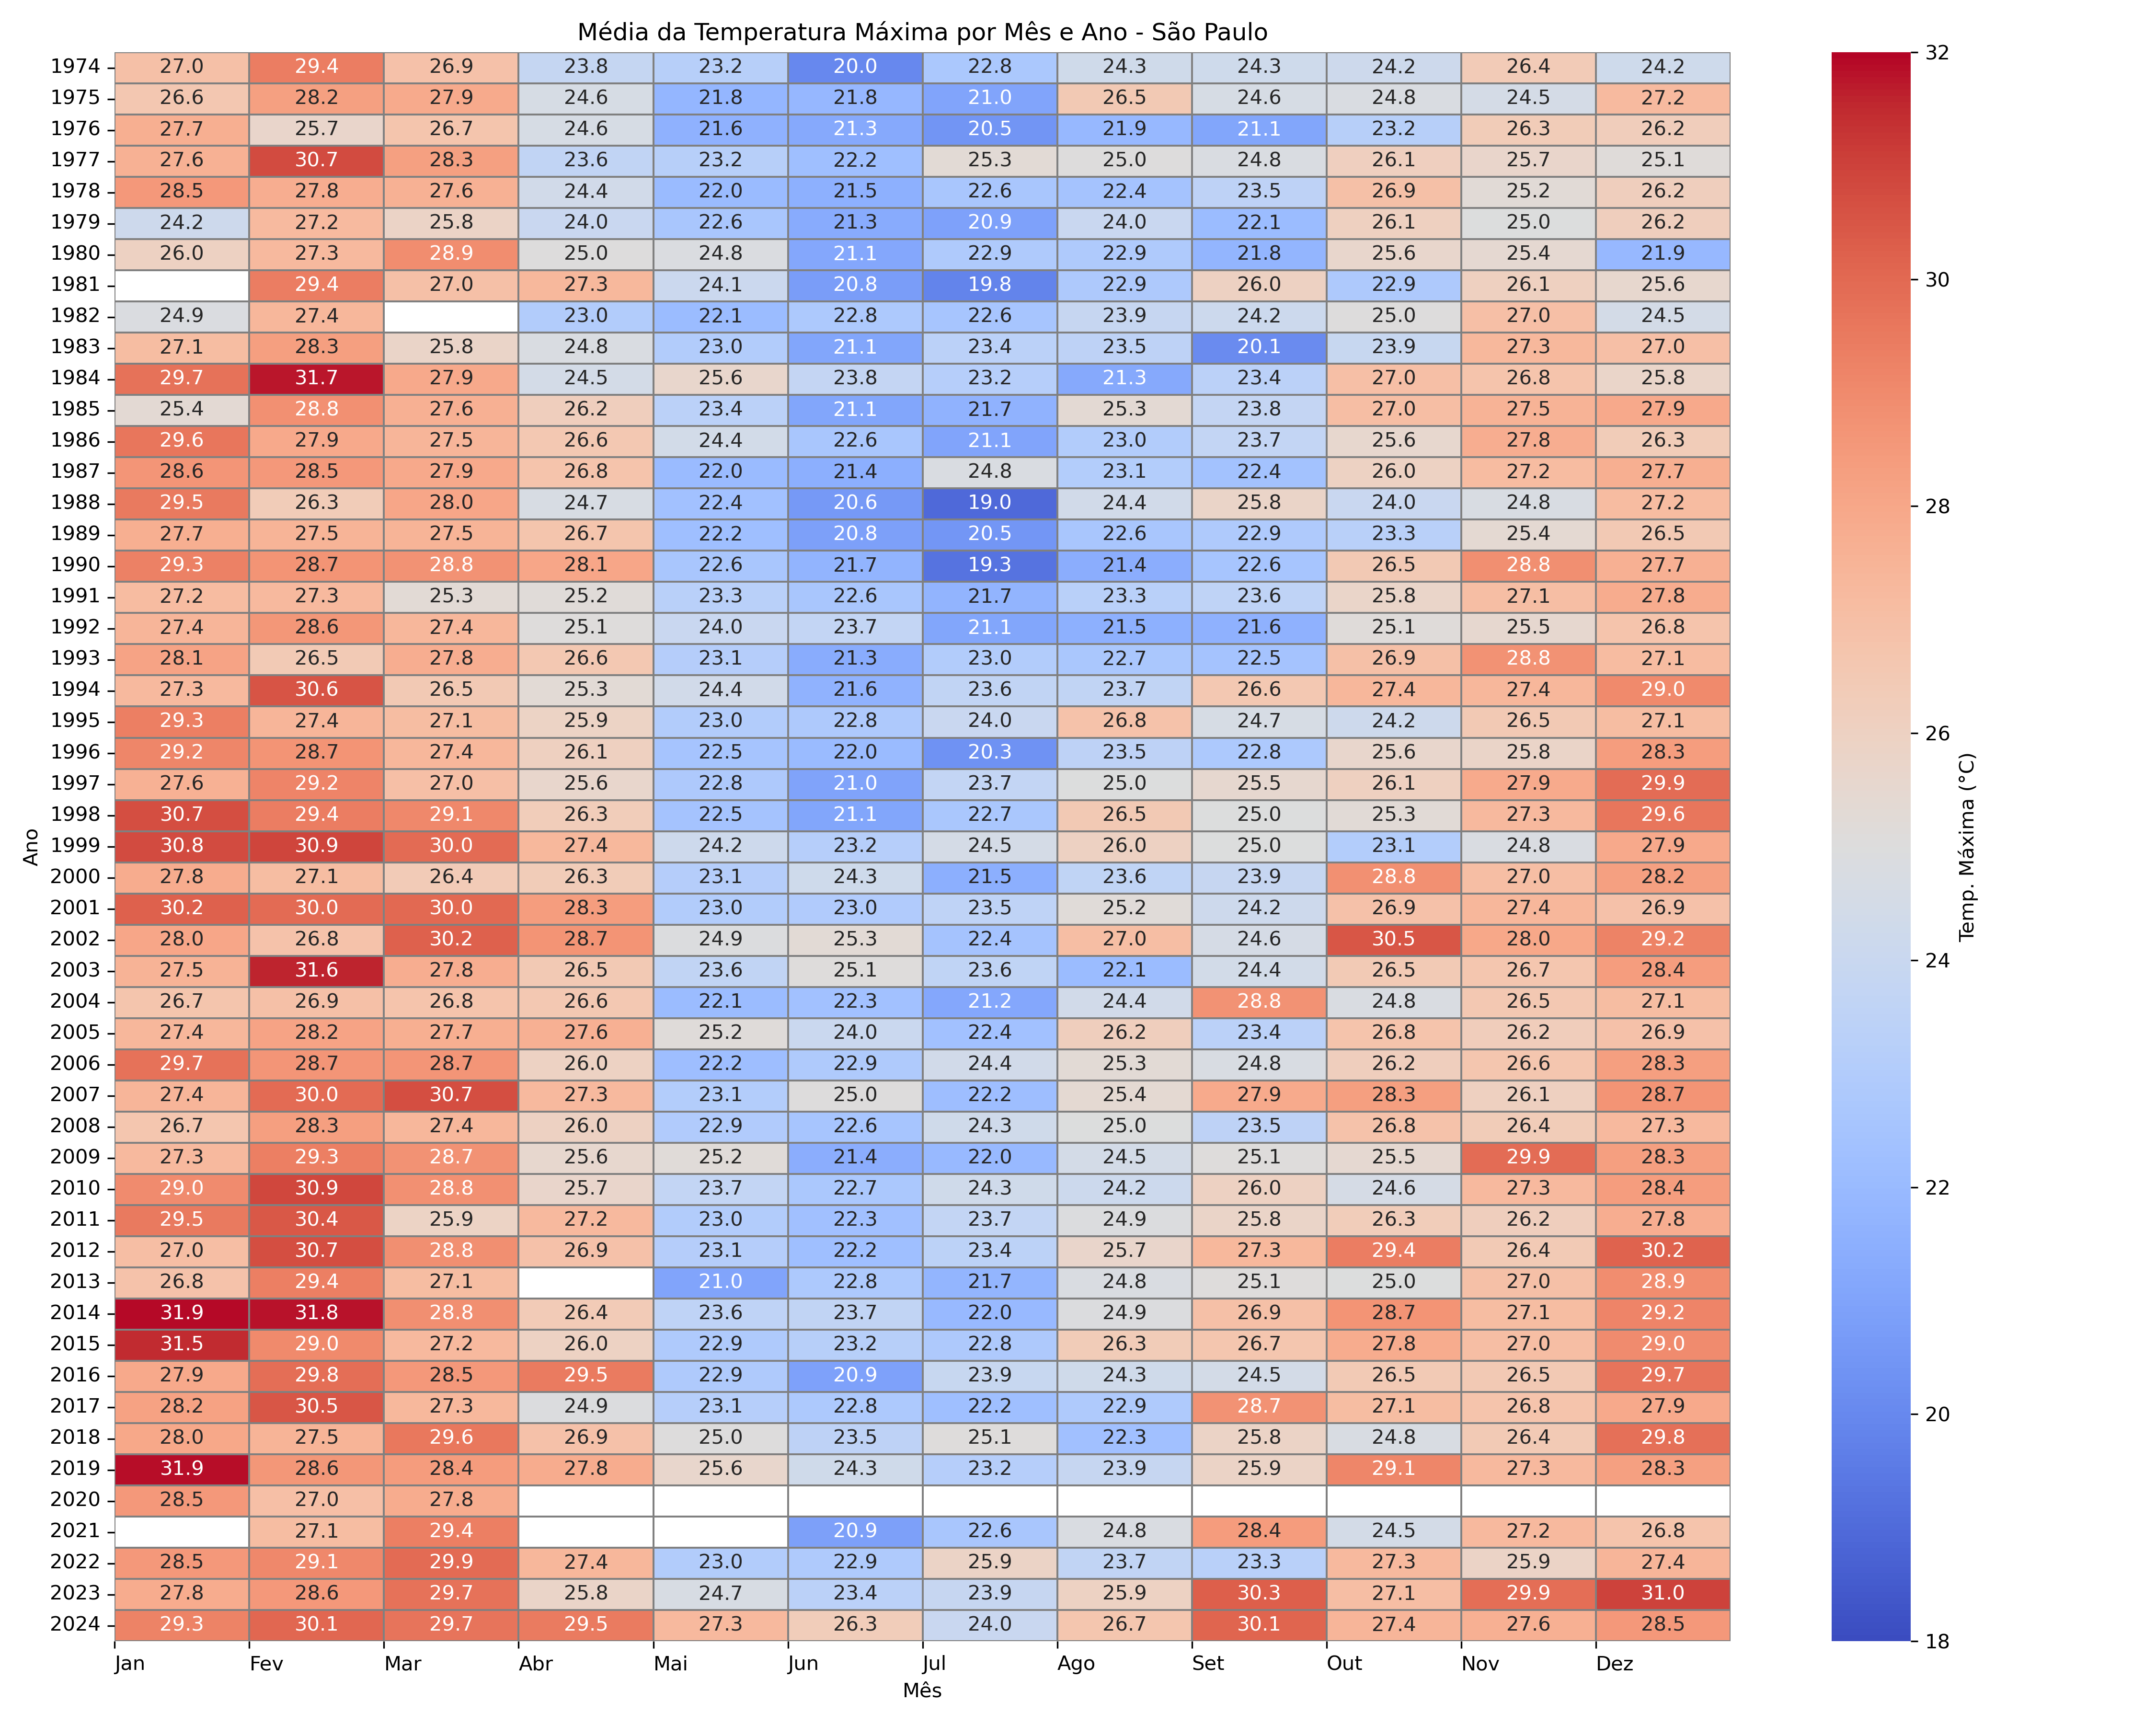 Média da Temperatura Máxima por Mês e Ano - São Paulo
1974 27.0 29.4 26.9 23.8 23.2 20.0 22.8 24.3 24.3 24.2 26.4 24.2
1975 26.6 28.2 27.9 24.6 21.8 21.8 21.0 26.5 24.6 24.8 24.5 27.2
1976 27.7 25.7 26.7 24.6 21.6 21.3 20.5 21.9 21.1 23.2 26.3 26.2
1977 27.6 30.7 28.3 23.6 23.2 22.2 25.3 25.0 24.8 26.1 25.7 25.1
1978 28.5 27.8 27.6 24.4 22.0 21.5 22.6 22.4 23.5 26.9 25.2 26.2
1979 24.2 27.2 25.8 24.0 22.6 21.3 20.9 24.0 22.1 26.1 25.0 26.2
1980 26.0 27.3 28.9 25.0 24.8 21.1 22.9 22.9 21.8 25.6 25.4 21.9
1981 29.4 27.0 27.3 24.1 20.8 19.8 22.9 26.0 22.9 26.1 25.6
1982 24.9 27.4 23.0 22.1 22.8 22.6 23.9 24.2 25.0 27.0 24.5
1983 27.1 28.3 25.8 24.8 23.0 21.1 23.4 23.5 20.1 23.9 27.3 27.0
1984 29.7 31.7 27.9 24.5 25.6 23.8 23.2 21.3 23.4 27.0 26.8 25.8
1985 25.4 28.8 27.6 26.2 23.4 21.1 21.7 25.3 23.8 27.0 27.5 27.9
1986 29.6 27.9 27.5 26.6 24.4 22.6 21.1 23.0 23.7 25.6 27.8 26.3
1987 28.6 28.5 27.9 26.8 22.0 21.4 24.8 23.1 22.4 26.0 27.2 27.7
1988 29.5 26.3 28.0 24.7 22.4 20.6 19.0 24.4 25.8 24.0 24.8 27.2
1989 27.7 27.5 27.5 26.7 22.2 20.8 20.5 22.6 22.9 23.3 25.4 26.5
1990 29.3 28.7 28.8 28.1 22.6 21.7 19.3 21.4 22.6 26.5 28.8 27.7
1991 27.2 27.3 25.3 25.2 23.3 22.6 21.7 23.3 23.6 25.8 27.1 27.8
1992 27.4 28.6 27.4 25.1 24.0 23.7 21.1 21.5 21.6 25.1 25.5 26.8
1993 28.1 26.5 27.8 26.6 23.1 21.3 23.0 22.7 22.5 26.9 28.8 27.1
1994 27.3 30.6 26.5 25.3 24.4 21.6 23.6 23.7 26.6 27.4 27.4 29.0
1995 29.3 27.4 27.1 25.9 23.0 22.8 24.0 26.8 24.7 24.2 26.5 27.1
1996 29.2 28.7 27.4 26.1 22.5 22.0 20.3 23.5 22.8 25.6 25.8 28.3
1997 27.6 29.2 27.0 25.6 22.8 21.0 23.7 25.0 25.5 26.1 27.9 29.9
1998 30.7 29.4 29.1 26.3 22.5 21.1 22.7 26.5 25.0 25.3 27.3 29.6
1999 30.8 30.9 30.0 27.4 24.2 23.2 24.5 26.0 25.0 23.1 24.8 27.9
2000 27.8 27.1 26.4 26.3 23.1 24.3 21.5 23.6 23.9 28.8 27.0 28.2
2001 30.2 30.0 30.0 28.3 23.0 23.0 23.5 25.2 24.2 26.9 27.4 26.9
2002 28.0 26.8 30.2 28.7 24.9 25.3 22.4 27.0 24.6 30.5 28.0 29.2
2003 27.5 31.6 27.8 26.5 23.6 25.1 23.6 22.1 24.4 26.5 26.7 28.4
2004 26.7 26.9 26.8 26.6 22.1 22.3 21.2 24.4 28.8 24.8 26.5 27.1
2005 27.4 28.2 27.7 27.6 25.2 24.0 22.4 26.2 23.4 26.8 26.2 26.9
2006 29.7 28.7 28.7 26.0 22.2 22.9 24.4 25.3 24.8 26.2 26.6 28.3
2007 27.4 30.0 30.7 27.3 23.1 25.0 22.2 25.4 27.9 28.3 26.1 28.7
2008 26.7 28.3 27.4 26.0 22.9 22.6 24.3 25.0 23.5 26.8 26.4 27.3
2009 27.3 29.3 28.7 25.6 25.2 21.4 22.0 24.5 25.1 25.5 29.9 28.3
2010 29.0 30.9 28.8 25.7 23.7 22.7 24.3 24.2 26.0 24.6 27.3 28.4
2011 29.5 30.4 25.9 27.2 23.0 22.3 23.7 24.9 25.8 26.3 26.2 27.8
2012 27.0 30.7 28.8 26.9 23.1 22.2 23.4 25.7 27.3 29.4 26.4 30.2
2013 26.8 29.4 27.1 21.0 22.8 21.7 24.8 25.1 25.0 27.0 28.9
2014 31.9 31.8 28.8 26.4 23.6 23.7 22.0 24.9 26.9 28.7 27.1 29.2
2015 31.5 29.0 27.2 26.0 22.9 23.2 22.8 26.3 26.7 27.8 27.0 29.0
2016 27.9 29.8 28.5 29.5 22.9 20.9 23.9 24.3 24.5 26.5 26.5 29.7
2017 28.2 30.5 27.3 24.9 23.1 22.8 22.2 22.9 28.7 27.1 26.8 27.9
2018 28.0 27.5 29.6 26.9 25.0 23.5 25.1 22.3 25.8 24.8 26.4 29.8
2019 31.9 28.6 28.4 27.8 25.6 24.3 23.2 23.9 25.9 29.1 27.3 28.3
2020 28.5 27.0 27.8
2021 27.1 29.4 20.9 22.6 24.8 28.4 24.5 27.2 26.8
2022 28.5 29.1 29.9 27.4 23.0 22.9 25.9 23.7 23.3 27.3 25.9 27.4
2023 27.8 28.6 29.7 25.8 24.7 23.4 23.9 25.9 30.3 27.1 29.9 31.0
2024 29.3 30.1 29.7 29.5 27.3 26.3 24.0 26.7 30.1 27.4 27.6 28.5
Jan Fev Mar Abr Mai Jun Jul Ago Set Out Nov Dez
Mês
Ano
32
30
28
26
24
22
20
18
Temp. Máxima (°C)